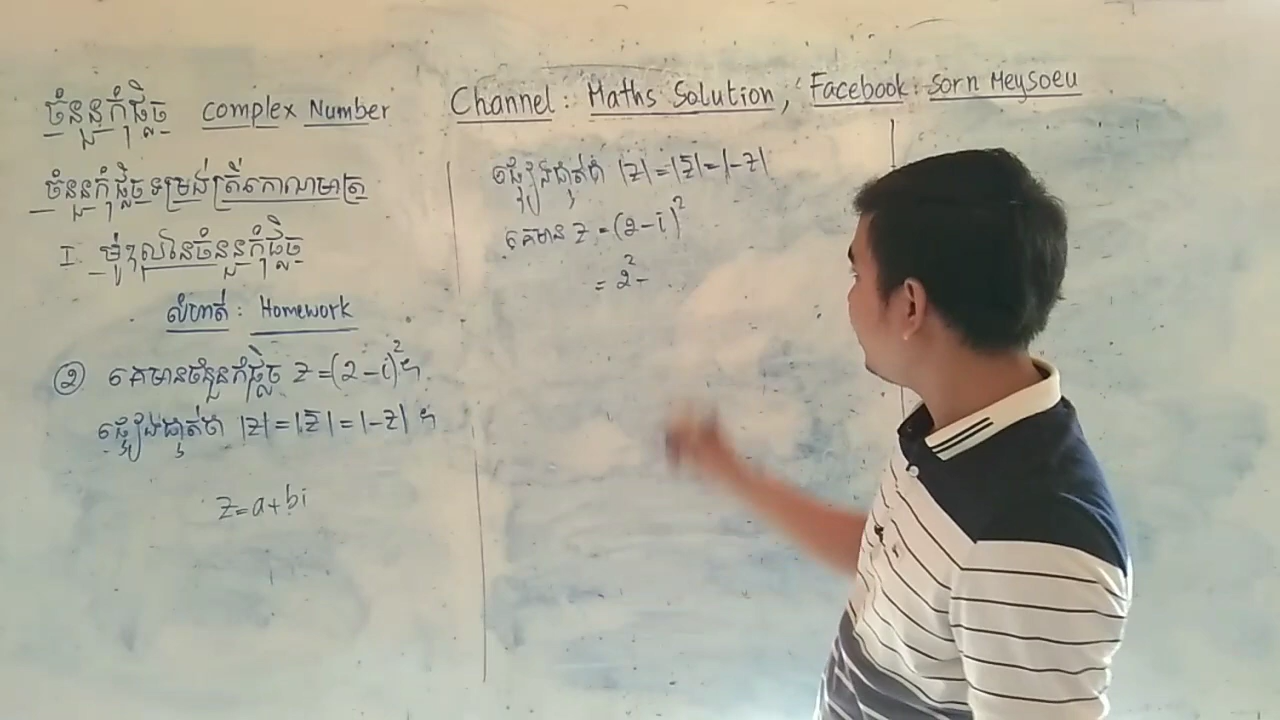 ចំនួនកុំផ្លិច Complex Number
Channel : Maths Solution, Facebook : Sorn Meysoeu
ចំនួនកុំផ្លិចទម្រង់ត្រីកោណមាត្រ
I ម៉ូឌុលនៃចំនួនកុំផ្លិច
លំហាត់ : Homework
② គេមានចំនួនកុំផ្លិច z = (2 - i)² ។
ផ្ទៀងផ្ទាត់ថា |z| = |z̅| = |-z| ។
z = a + bi
ផ្ទៀងផ្ទាត់ថា |z| = |z̅| = |-z|
គេមាន z = (2 - i)²
= 2² -